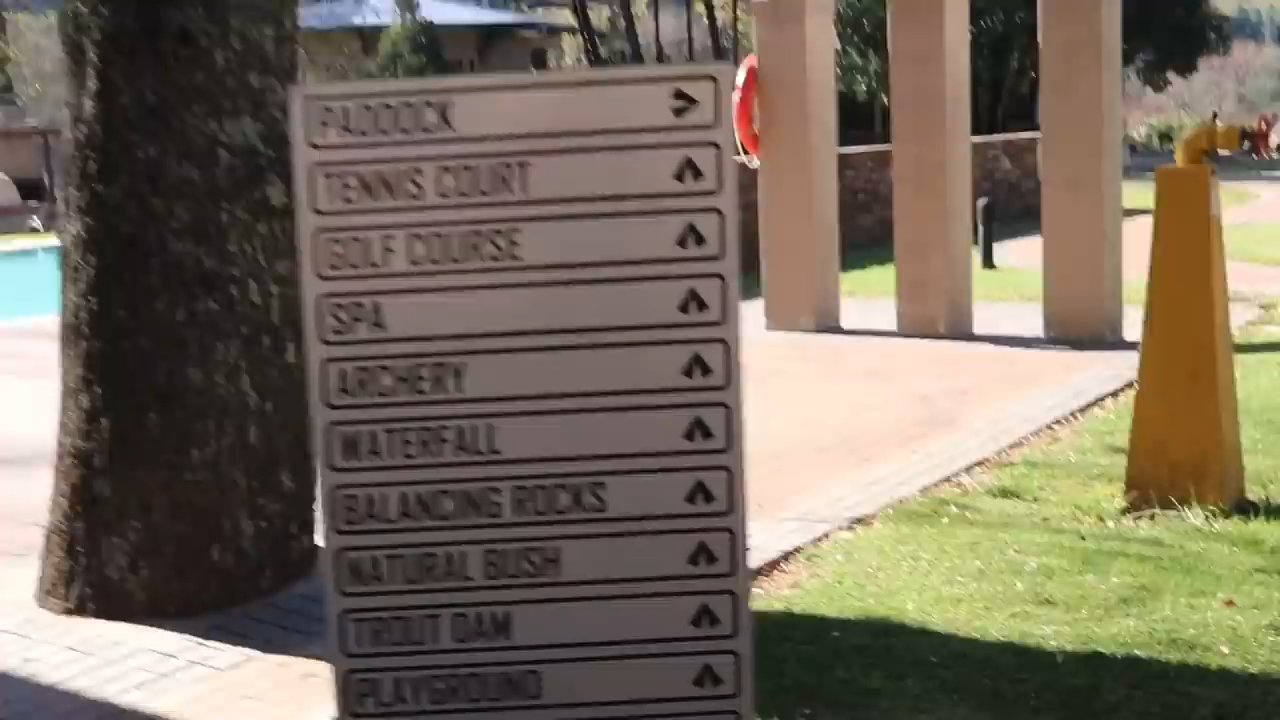 PADDOCK
TENNIS COURT
GOLF COURSE
SPA
ARCHERY
WATERFALL
BALANCING ROCKS
NATURAL BUSH
TROUT DAM
PLAYGROUND